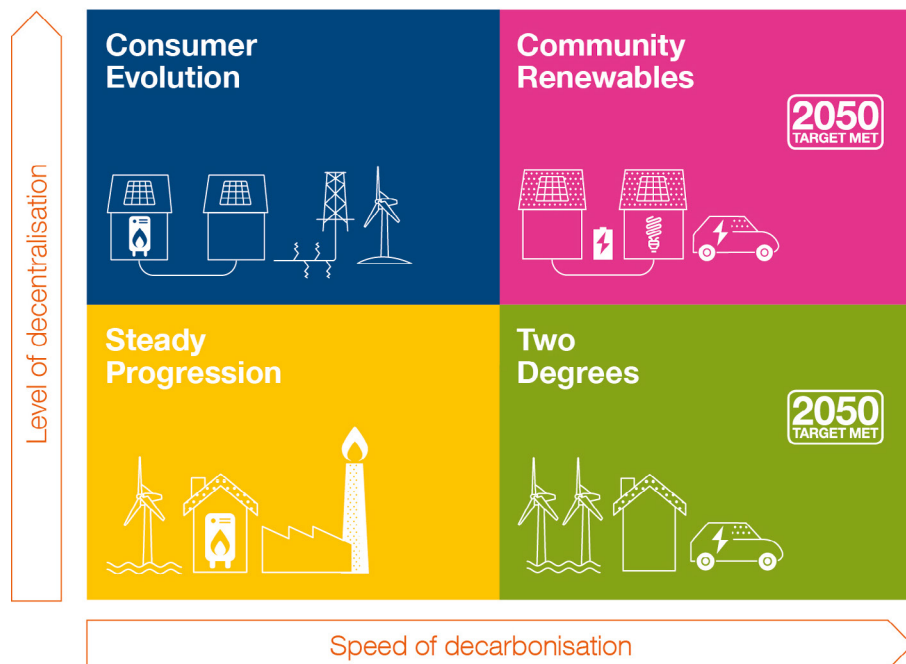 Level of decentralisation
Consumer
Evolution
Community
Renewables
2050
TARGET MET
Steady
Progression
Two
Degrees
2050
TARGET MET
Speed of decarbonisation